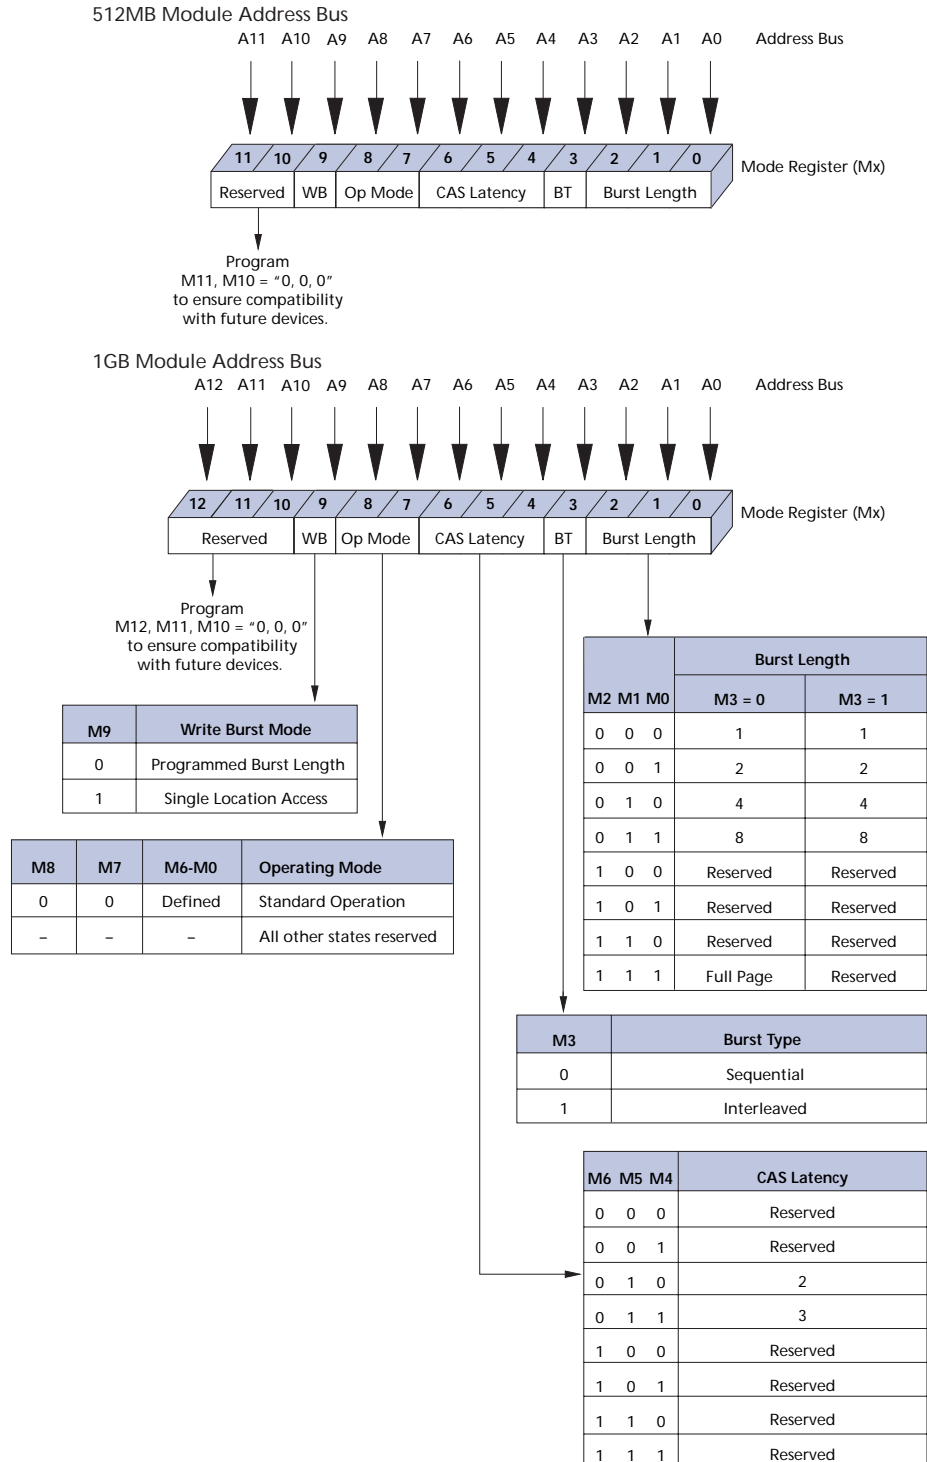 512MB Module Address Bus
A11 A10 A9 A8 A7 A6 A5 A4 A3 A2 A1 A0 Address Bus
11 10 9 8 7 6 5 4 3 2 1 0
Mode Register (Mx)
Reserved WB Op Mode CAS Latency BT Burst Length
Program
M11, M10 = “0, 0, 0”
to ensure compatibility
with future devices.
1GB Module Address Bus
A12 A11 A10 A9 A8 A7 A6 A5 A4 A3 A2 A1 A0 Address Bus
12 11 10 9 8 7 6 5 4 3 2 1 0
Mode Register (Mx)
Reserved WB Op Mode CAS Latency BT Burst Length
Program
M12, M11, M10 = “0, 0, 0”
to ensure compatibility
with future devices.
M9 Write Burst Mode
0 Programmed Burst Length
1 Single Location Access
M8 M7 M6-M0 Operating Mode
0 0 Defined Standard Operation
– – – All other states reserved
Burst Length
M2 M1 M0 M3 = 0 M3 = 1
0 0 0 1 1
0 0 1 2 2
0 1 0 4 4
0 1 1 8 8
1 0 0 Reserved Reserved
1 0 1 Reserved Reserved
1 1 0 Reserved Reserved
1 1 1 Full Page Reserved
M3 Burst Type
0 Sequential
1 Interleaved
M6 M5 M4 CAS Latency
0 0 0 Reserved
0 0 1 Reserved
0 1 0 2
0 1 1 3
1 0 0 Reserved
1 0 1 Reserved
1 1 0 Reserved
1 1 1 Reserved